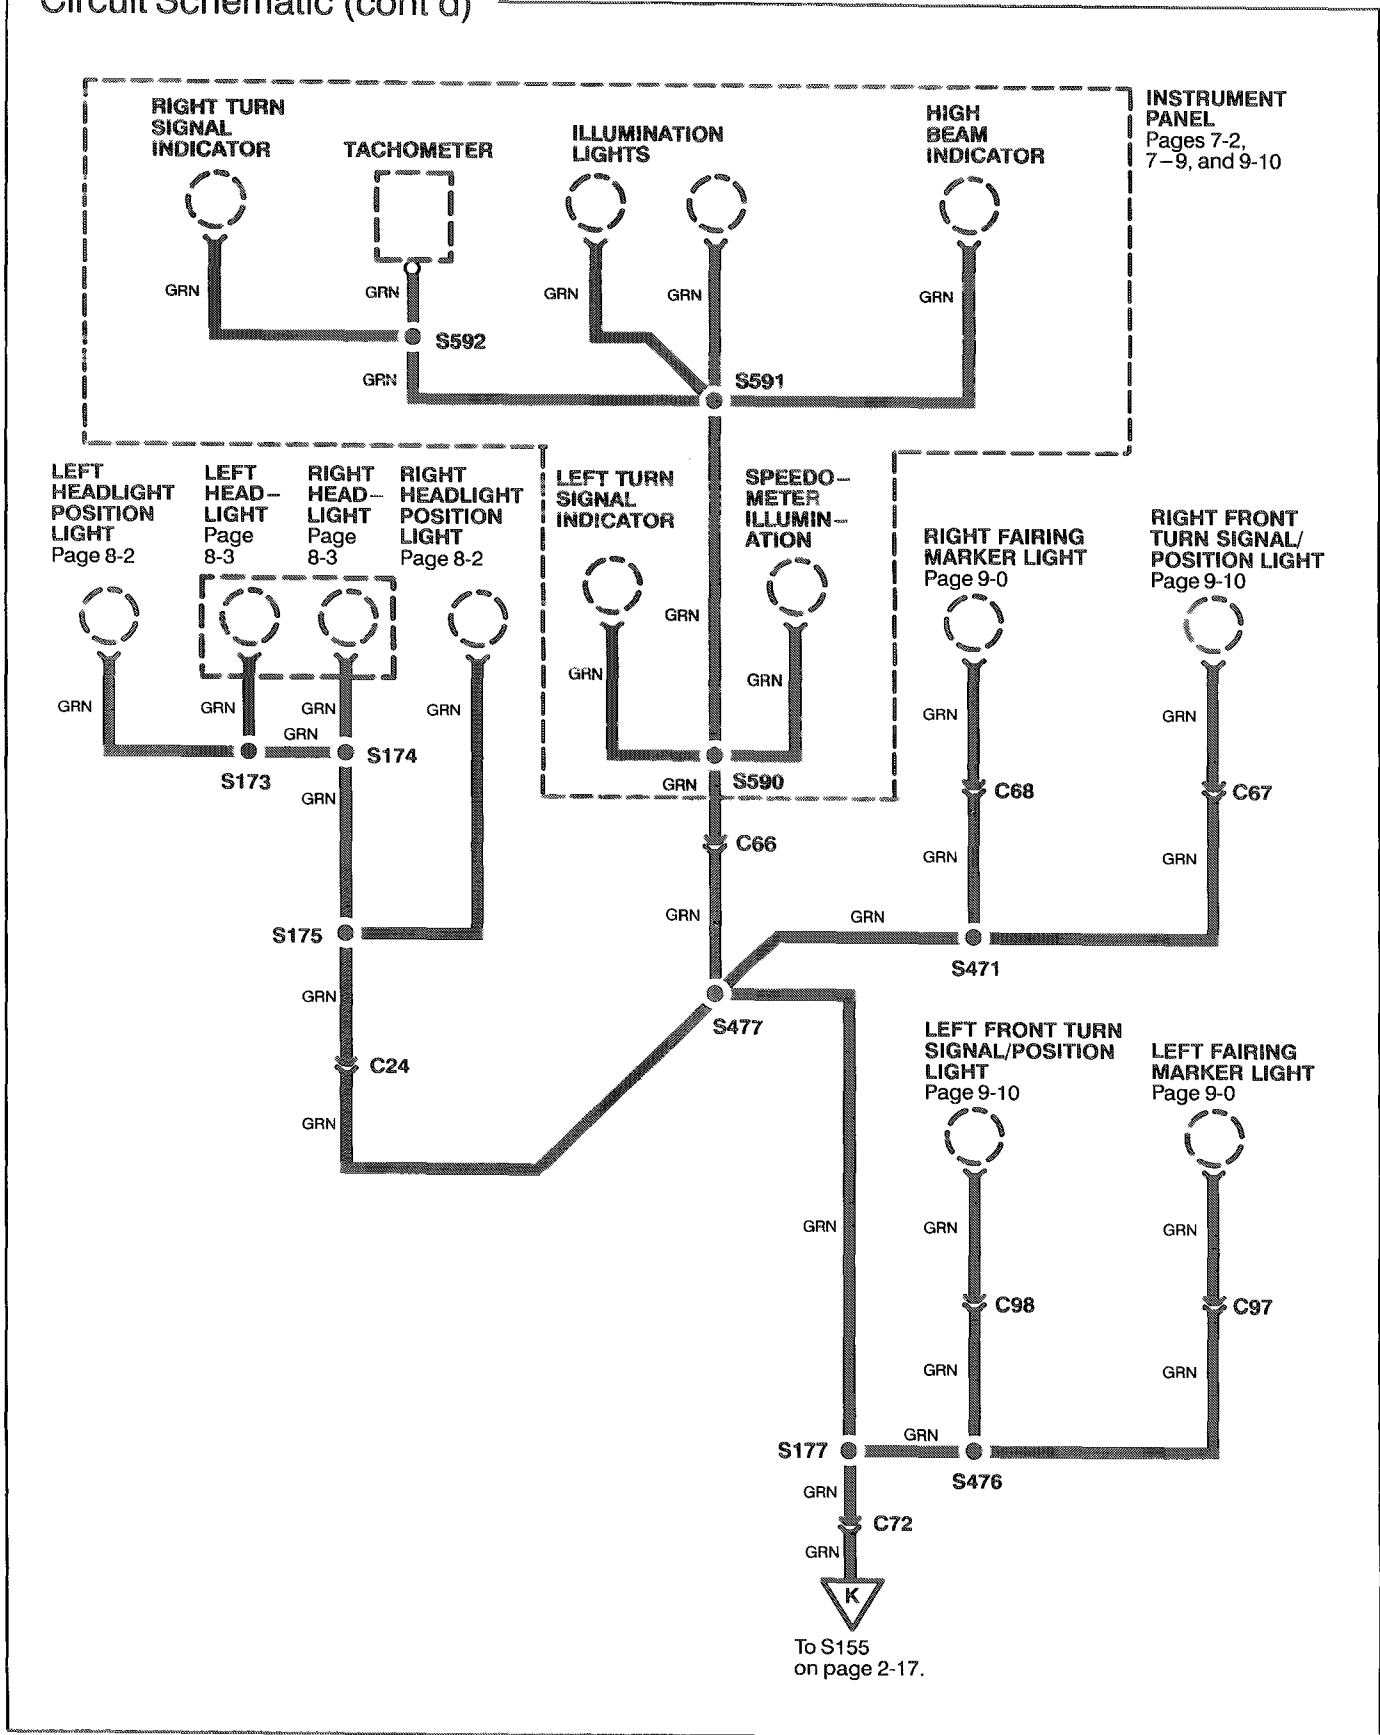 Circuit Schematic (cont'd)
RIGHT TURN
SIGNAL
INDICATOR
TACHOMETER
ILLUMINATION
LIGHTS
HIGH
BEAM
INDICATOR
INSTRUMENT
PANEL
Pages 7-2,
7-9, and 9-10
GRN
GRN
GRN
GRN
GRN
S592
GRN
S591
LEFT
HEADLIGHT
POSITION
LIGHT
Page 8-2
LEFT
HEAD-
LIGHT
Page
8-3
RIGHT
HEAD-
LIGHT
Page
8-3
RIGHT
HEADLIGHT
POSITION
LIGHT
Page 8-2
LEFT TURN
SIGNAL
INDICATOR
SPEEDO-
METER
ILLUMIN-
ATION
RIGHT FAIRING
MARKER LIGHT
Page 9-0
RIGHT FRONT
TURN SIGNAL/
POSITION LIGHT
Page 9-10
GRN
GRN
GRN
GRN
GRN
GRN
GRN
GRN
GRN
GRN
S173
S174
GRN
GRN
S590
C66
C68
C67
GRN
GRN
GRN
GRN
S175
S471
GRN
S477
C24
GRN
LEFT FRONT TURN
SIGNAL/POSITION
LIGHT
Page 9-10
LEFT FAIRING
MARKER LIGHT
Page 9-0
GRN
GRN
GRN
C98
C97
GRN
GRN
S177
GRN
S476
GRN
C72
GRN
K
To S155
on page 2-17.